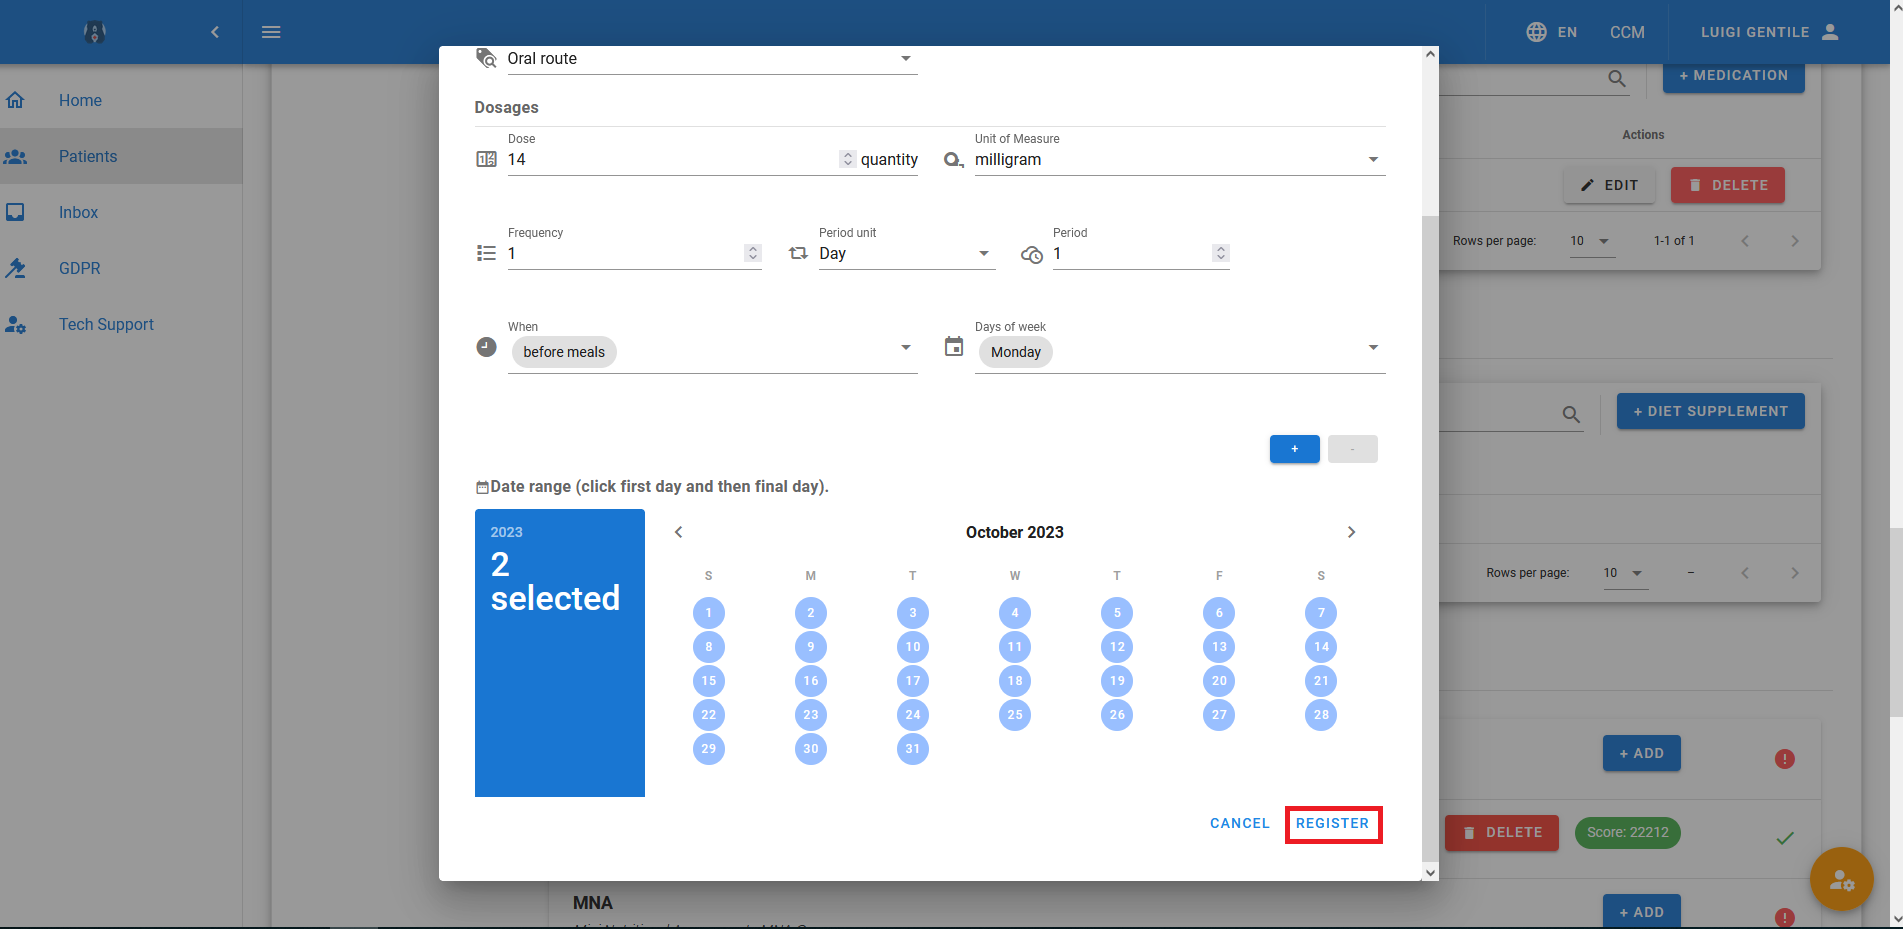 EN
CCM
LUIGI GENTILE
Home
Patients
Inbox
GDPR
Tech Support
Oral route
Dosages
Dose
14
quantity
Unit of Measure
milligram
Frequency
1
Period unit
Day
Period
1
When
before meals
Days of week
Monday
+
-
Date range (click first day and then final day).
2023
2
selected
October 2023
S M T W T F S
1 2 3 4 5 6 7
8 9 10 11 12 13 14
15 16 17 18 19 20 21
22 23 24 25 26 27 28
29 30 31
CANCEL
REGISTER
+ MEDICATION
Actions
EDIT
DELETE
Rows per page:
10
1-1 of 1
+ DIET SUPPLEMENT
Rows per page:
10
–
+ ADD
DELETE
Score: 22212
MNA
+ ADD